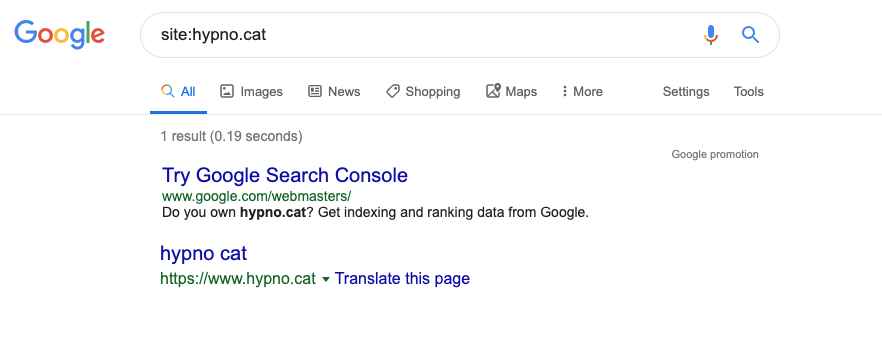 Google
site:hypno.cat
All Images News Shopping Maps More Settings Tools
1 result (0.19 seconds)
Google promotion
Try Google Search Console
www.google.com/webmasters/
Do you own hypno.cat? Get indexing and ranking data from Google.
hypno cat
https://www.hypno.cat Translate this page